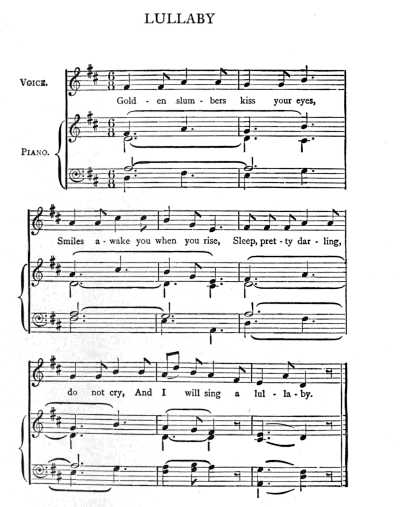 LULLABY
VOICE.
Gold - en slum - bers kiss your eyes,
PIANO.
Smiles a - wake you when you rise, Sleep, pret - ty dar - ling,
do not cry, And I will sing a lul - la - by.